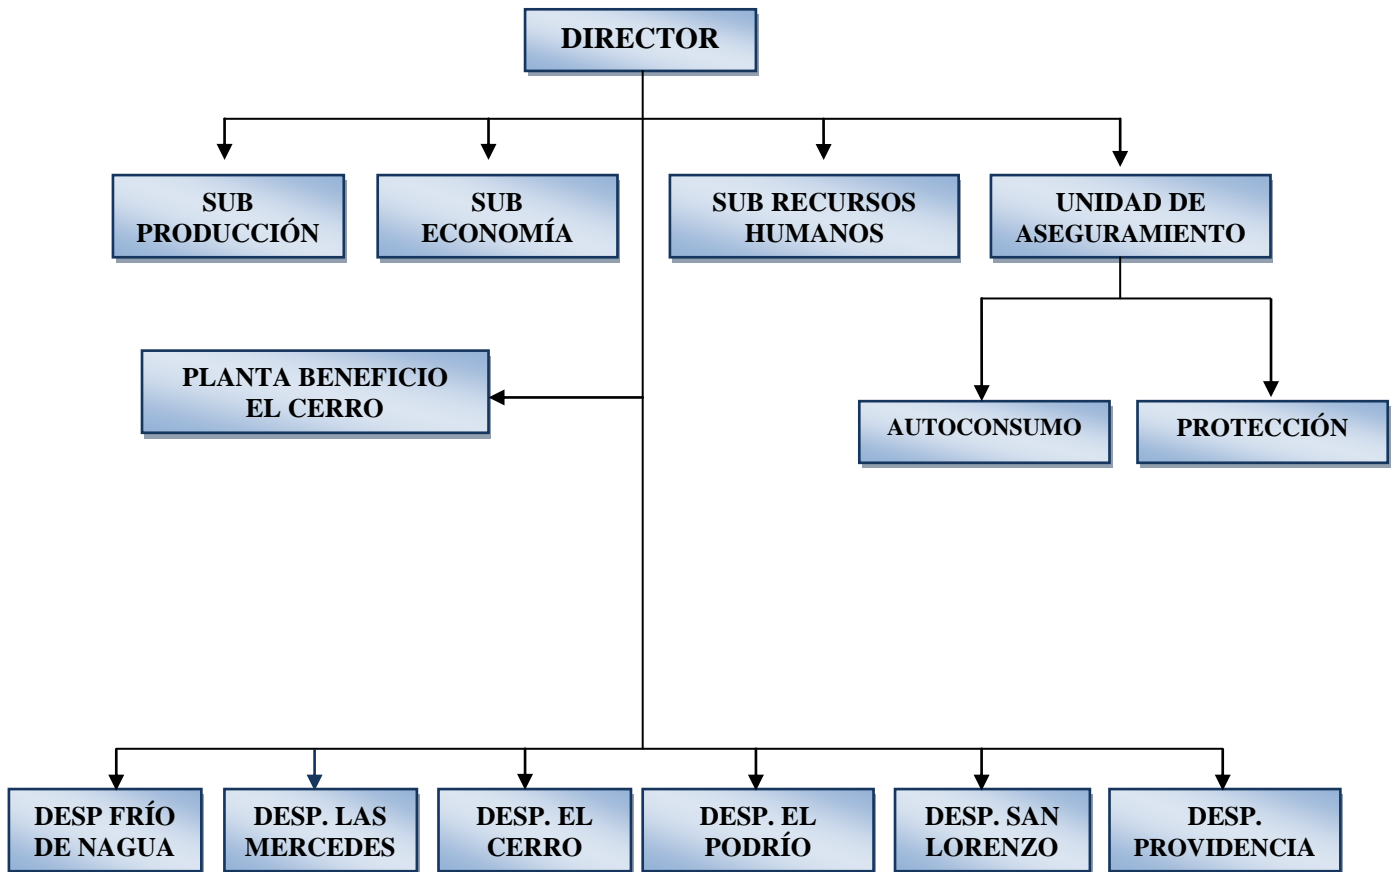 DIRECTOR
SUB
PRODUCCIÓN
SUB
ECONOMÍA
SUB RECURSOS
HUMANOS
UNIDAD DE
ASEGURAMIENTO
PLANTA BENEFICIO
EL CERRO
AUTOCONSUMO
PROTECCIÓN
DESP FRÍO
DE NAGUA
DESP. LAS
MERCEDES
DESP. EL
CERRO
DESP. EL
PODRÍO
DESP. SAN
LORENZO
DESP.
PROVIDENCIA